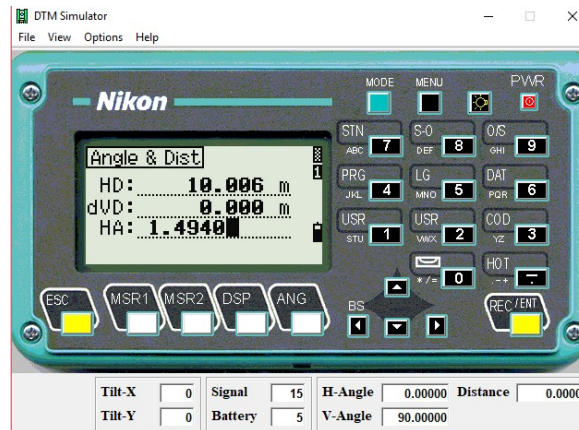 DTM Simulator
File View Options Help
MODE MENU PWR
Nikon
STN S-O O/S
ABC 7 DEF 8 GHI 9
PRG LG DAT
JKL 4 MNO 5 PQR 6
USR USR COD
STU 1 VWX 2 YZ 3
HOT
*/= 0 .-+
Angle & Dist
1
HD: 10.006 m
dVD: 0.000 m
HA: 1.4940
ESC MSR1 MSR2 DSP ANG BS REC/ENT
Tilt-X 0 Signal 15 H-Angle 0.00000 Distance 0.0000
Tilt-Y 0 Battery 5 V-Angle 90.00000